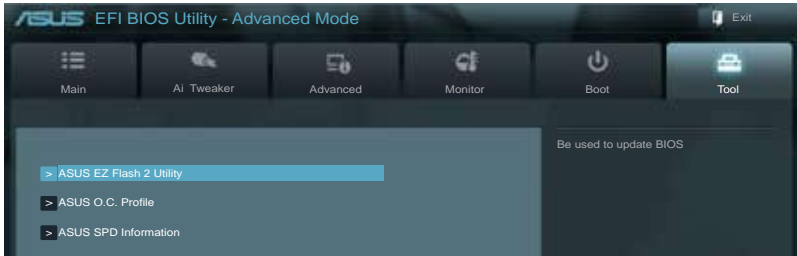 ASUS EFI BIOS Utility - Advanced Mode
Exit
Main
Ai Tweaker
Advanced
Monitor
Boot
Tool
Be used to update BIOS
> ASUS EZ Flash 2 Utility
> ASUS O.C. Profile
> ASUS SPD Information